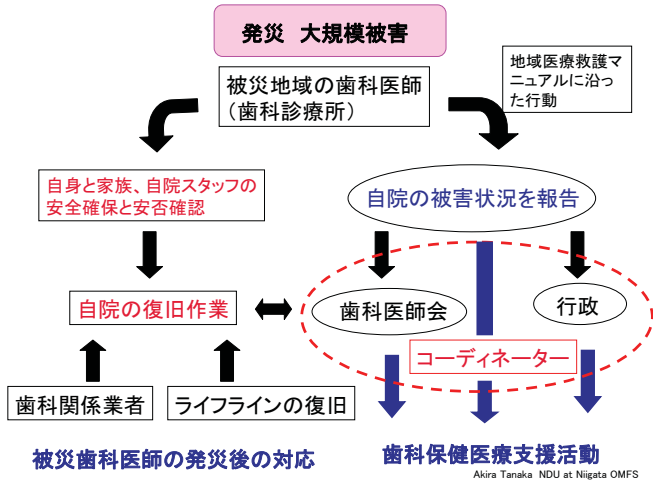 発災　大規模被害
被災地域の歯科医師
（歯科診療所）
地域医療救護マ
ニュアルに沿っ
た行動
自身と家族、自院スタッフの
安全確保と安否確認
自院の被害状況を報告
自院の復旧作業
歯科医師会
行政
コーディネーター
歯科関係業者
ライフラインの復旧
被災歯科医師の発災後の対応
歯科保健医療支援活動
Akira Tanaka NDU at Niigata OMFS